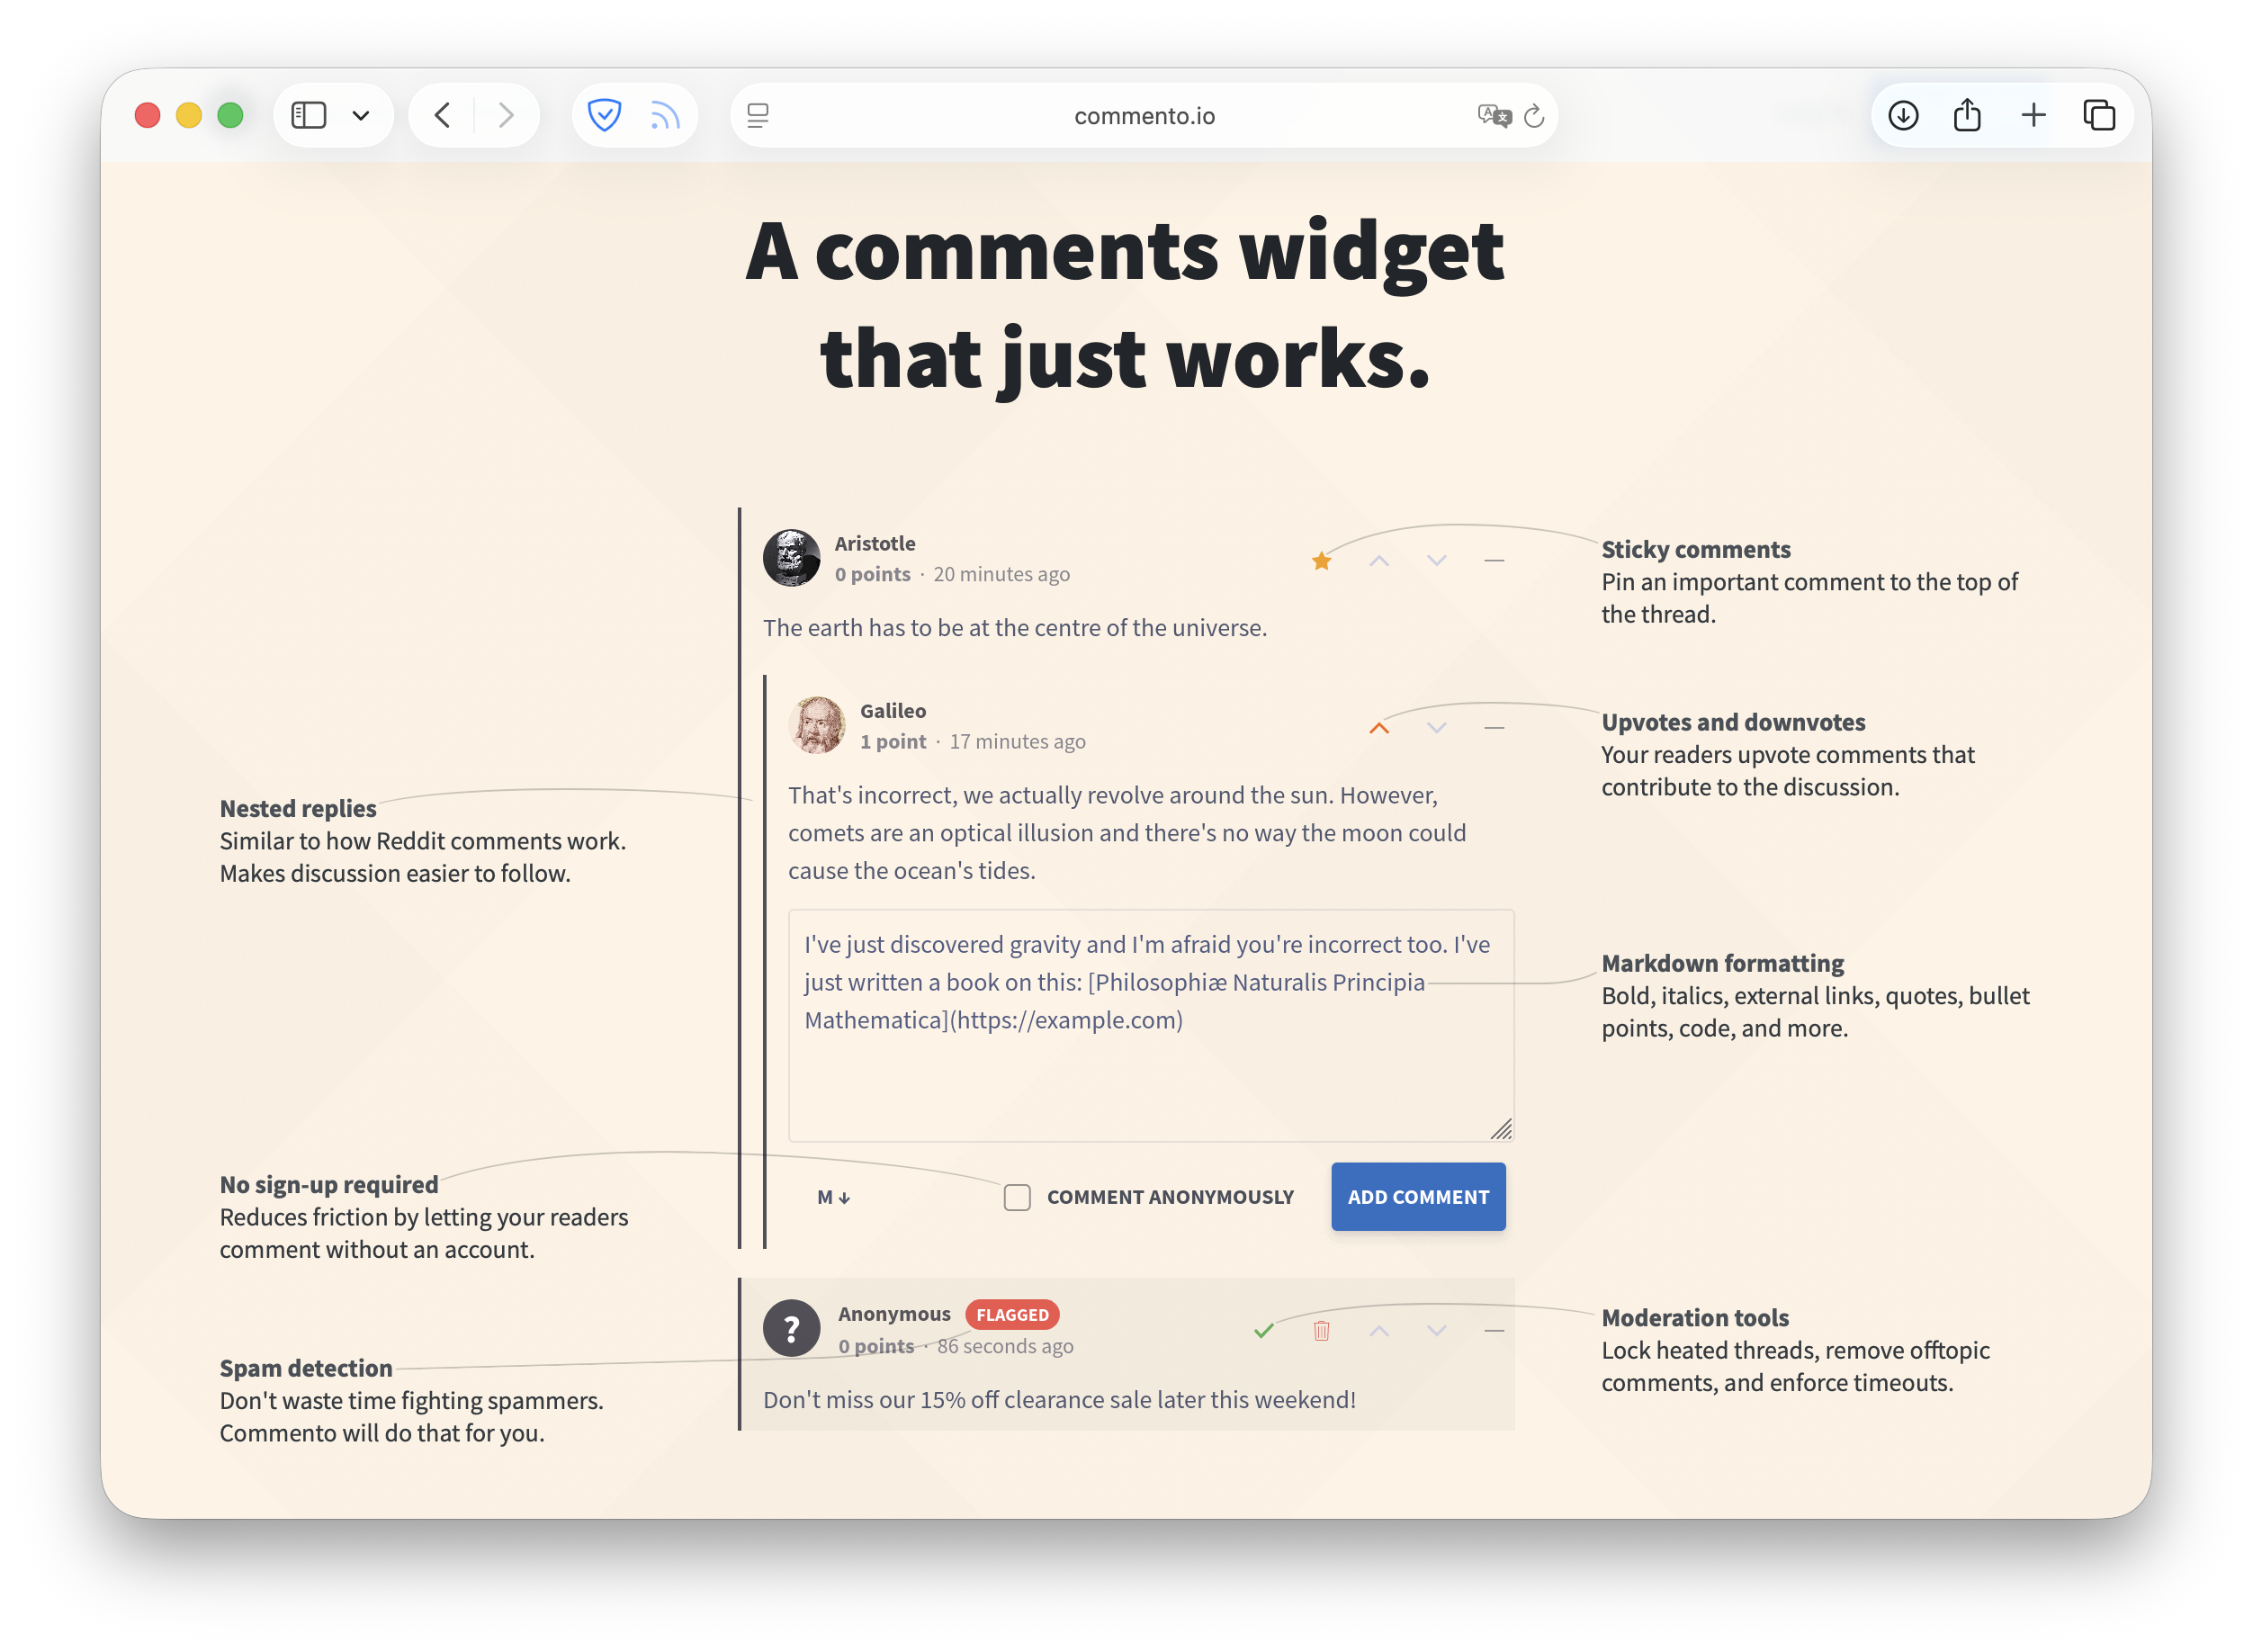 commento.io
A comments widget
that just works.
Aristotle
0 points · 20 minutes ago
The earth has to be at the centre of the universe.
Sticky comments
Pin an important comment to the top of
the thread.
Galileo
1 point · 17 minutes ago
That's incorrect, we actually revolve around the sun. However,
comets are an optical illusion and there's no way the moon could
cause the ocean's tides.
Upvotes and downvotes
Your readers upvote comments that
contribute to the discussion.
Nested replies
Similar to how Reddit comments work.
Makes discussion easier to follow.
I've just discovered gravity and I'm afraid you're incorrect too. I've
just written a book on this: [Philosophiæ Naturalis Principia
Mathematica](https://example.com)
Markdown formatting
Bold, italics, external links, quotes, bullet
points, code, and more.
No sign-up required
Reduces friction by letting your readers
comment without an account.
M ↓ COMMENT ANONYMOUSLY ADD COMMENT
? Anonymous FLAGGED
0 points · 86 seconds ago
Don't miss our 15% off clearance sale later this weekend!
Moderation tools
Lock heated threads, remove offtopic
comments, and enforce timeouts.
Spam detection
Don't waste time fighting spammers.
Commento will do that for you.